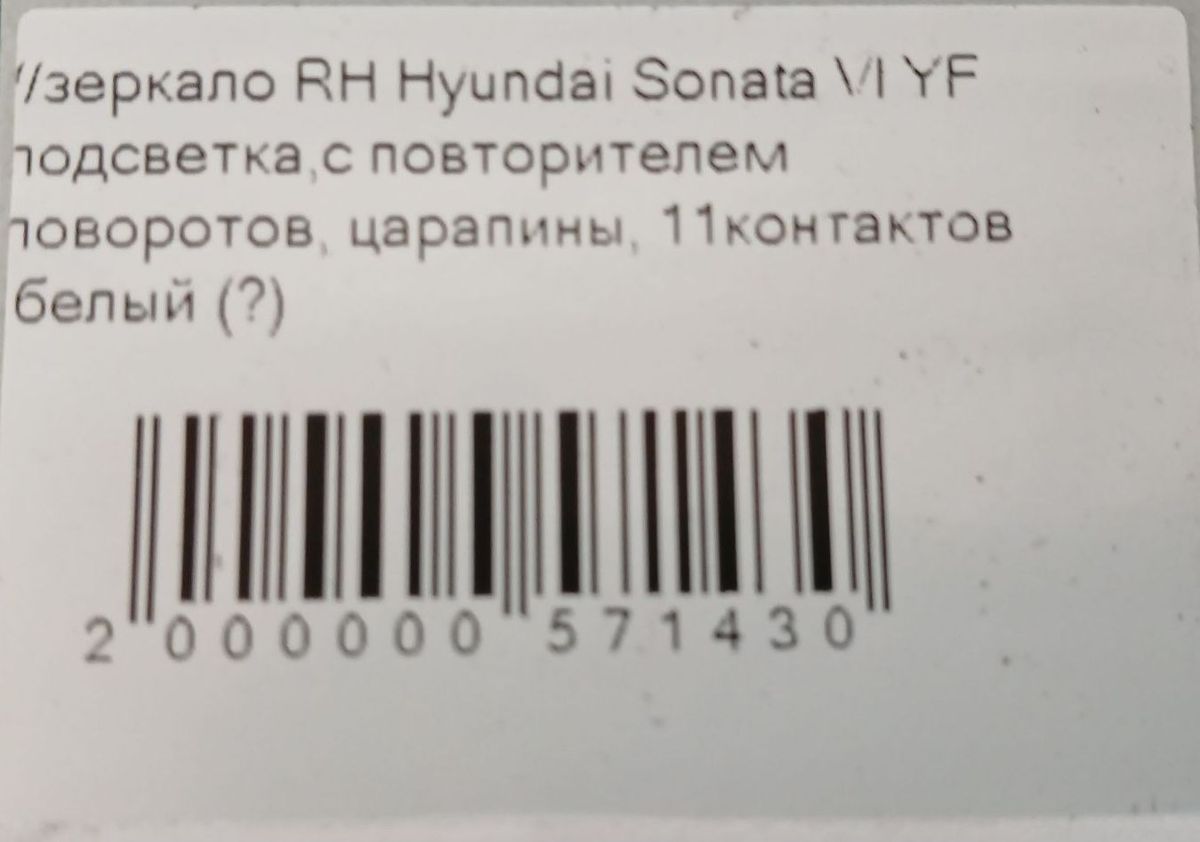 //зеркало RH Hyundai Sonata VI YF
подсветка,с повторителем
поворотов, царапины, 11контактов
белый (?)
2 000000 571430